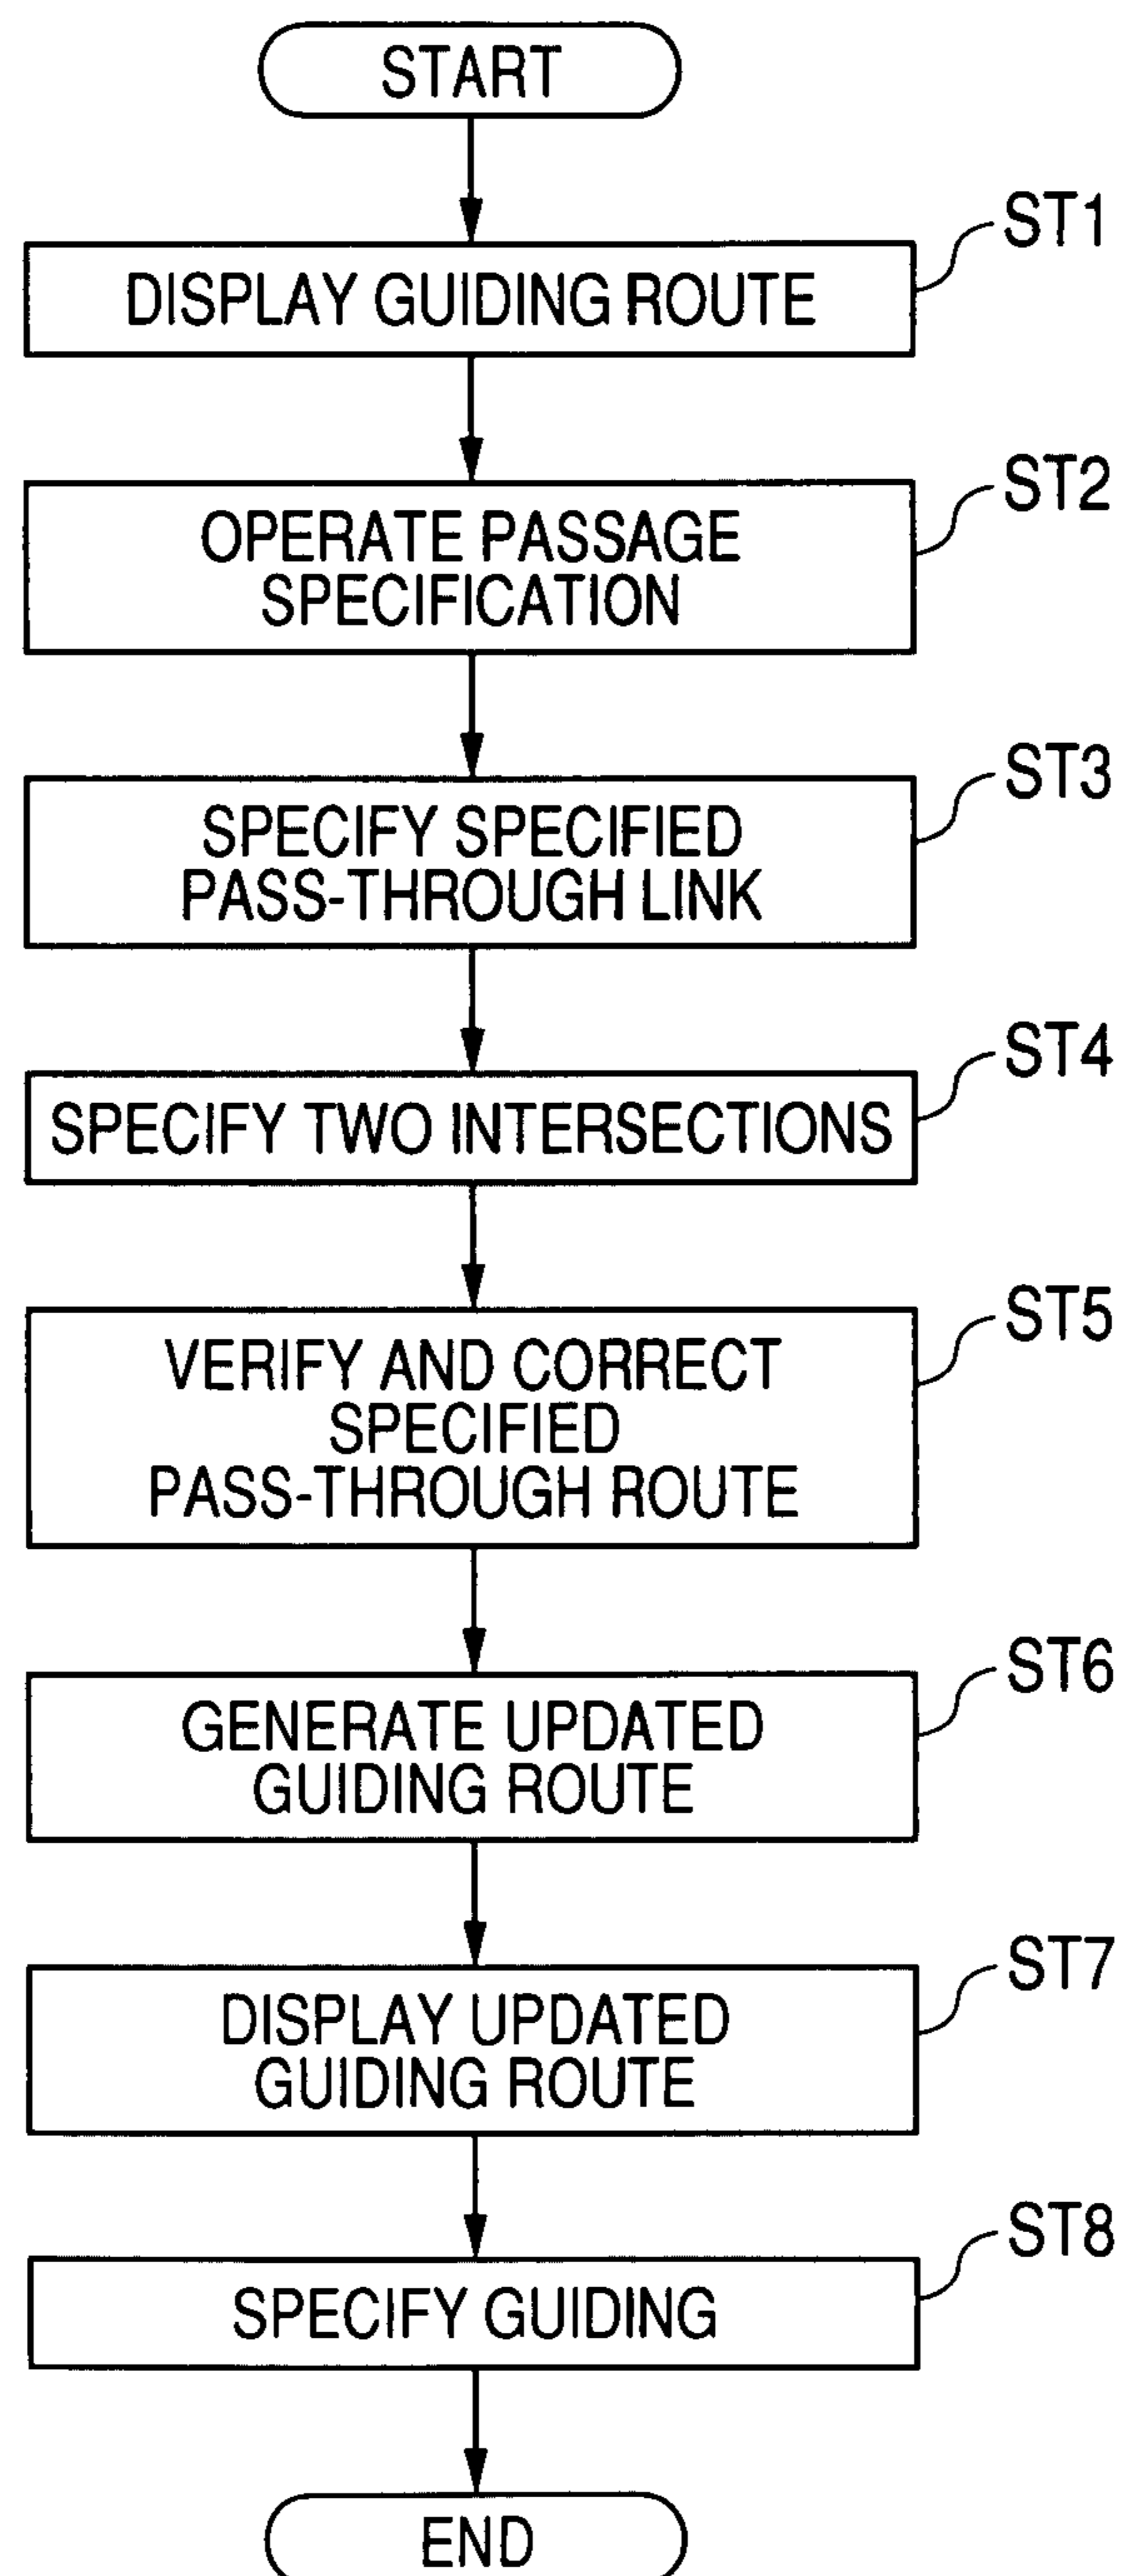 START
ST1
DISPLAY GUIDING ROUTE
ST2
OPERATE PASSAGE
SPECIFICATION
ST3
SPECIFY SPECIFIED
PASS-THROUGH LINK
ST4
SPECIFY TWO INTERSECTIONS
ST5
VERIFY AND CORRECT
SPECIFIED
PASS-THROUGH ROUTE
ST6
GENERATE UPDATED
GUIDING ROUTE
ST7
DISPLAY UPDATED
GUIDING ROUTE
ST8
SPECIFY GUIDING
END